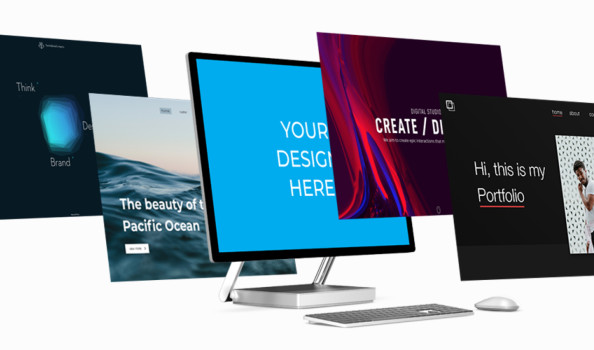 Think
De
Brand
The beauty of t
Pacific Ocean
YOUR
DESIGN
HERE
DIGITAL STUDIO
CREATE / DI
home about
Hi, this is my
Portfolio